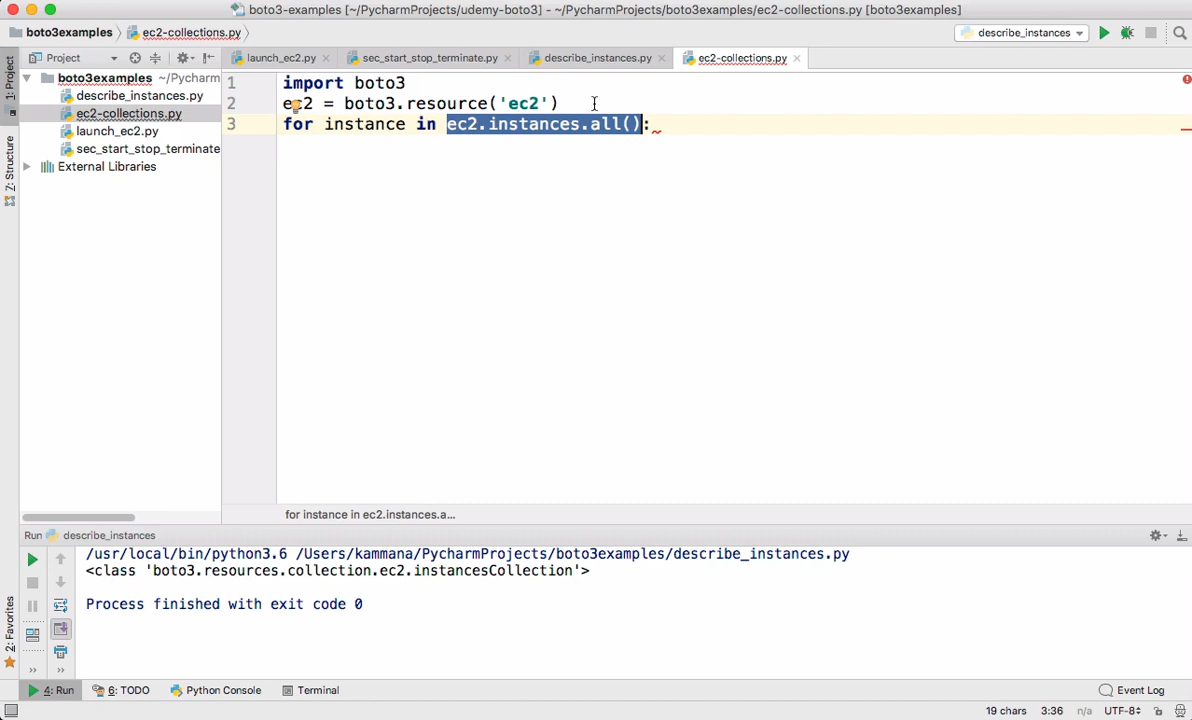 boto3-examples [~/PycharmProjects/udemy-boto3] - ~/PycharmProjects/boto3examples/ec2-collections.py [boto3examples]
boto3examples
ec2-collections.py
describe_instances
Project
launch_ec2.py
sec_start_stop_terminate.py
describe_instances.py
ec2-collections.py
1: Project
7: Structure
2: Favorites
boto3examples ~/Pycharm
describe_instances.py
ec2-collections.py
launch_ec2.py
sec_start_stop_terminate
External Libraries
1 import boto3
2 ec2 = boto3.resource('ec2')
3 for instance in ec2.instances.all():
for instance in ec2.instances.a...
Run describe_instances
/usr/local/bin/python3.6 /Users/kammana/PycharmProjects/boto3examples/describe_instances.py
<class 'boto3.resources.collection.ec2.instancesCollection'>
Process finished with exit code 0
4: Run
6: TODO
Python Console
Terminal
Event Log
19 chars 3:36 n/a UTF-8